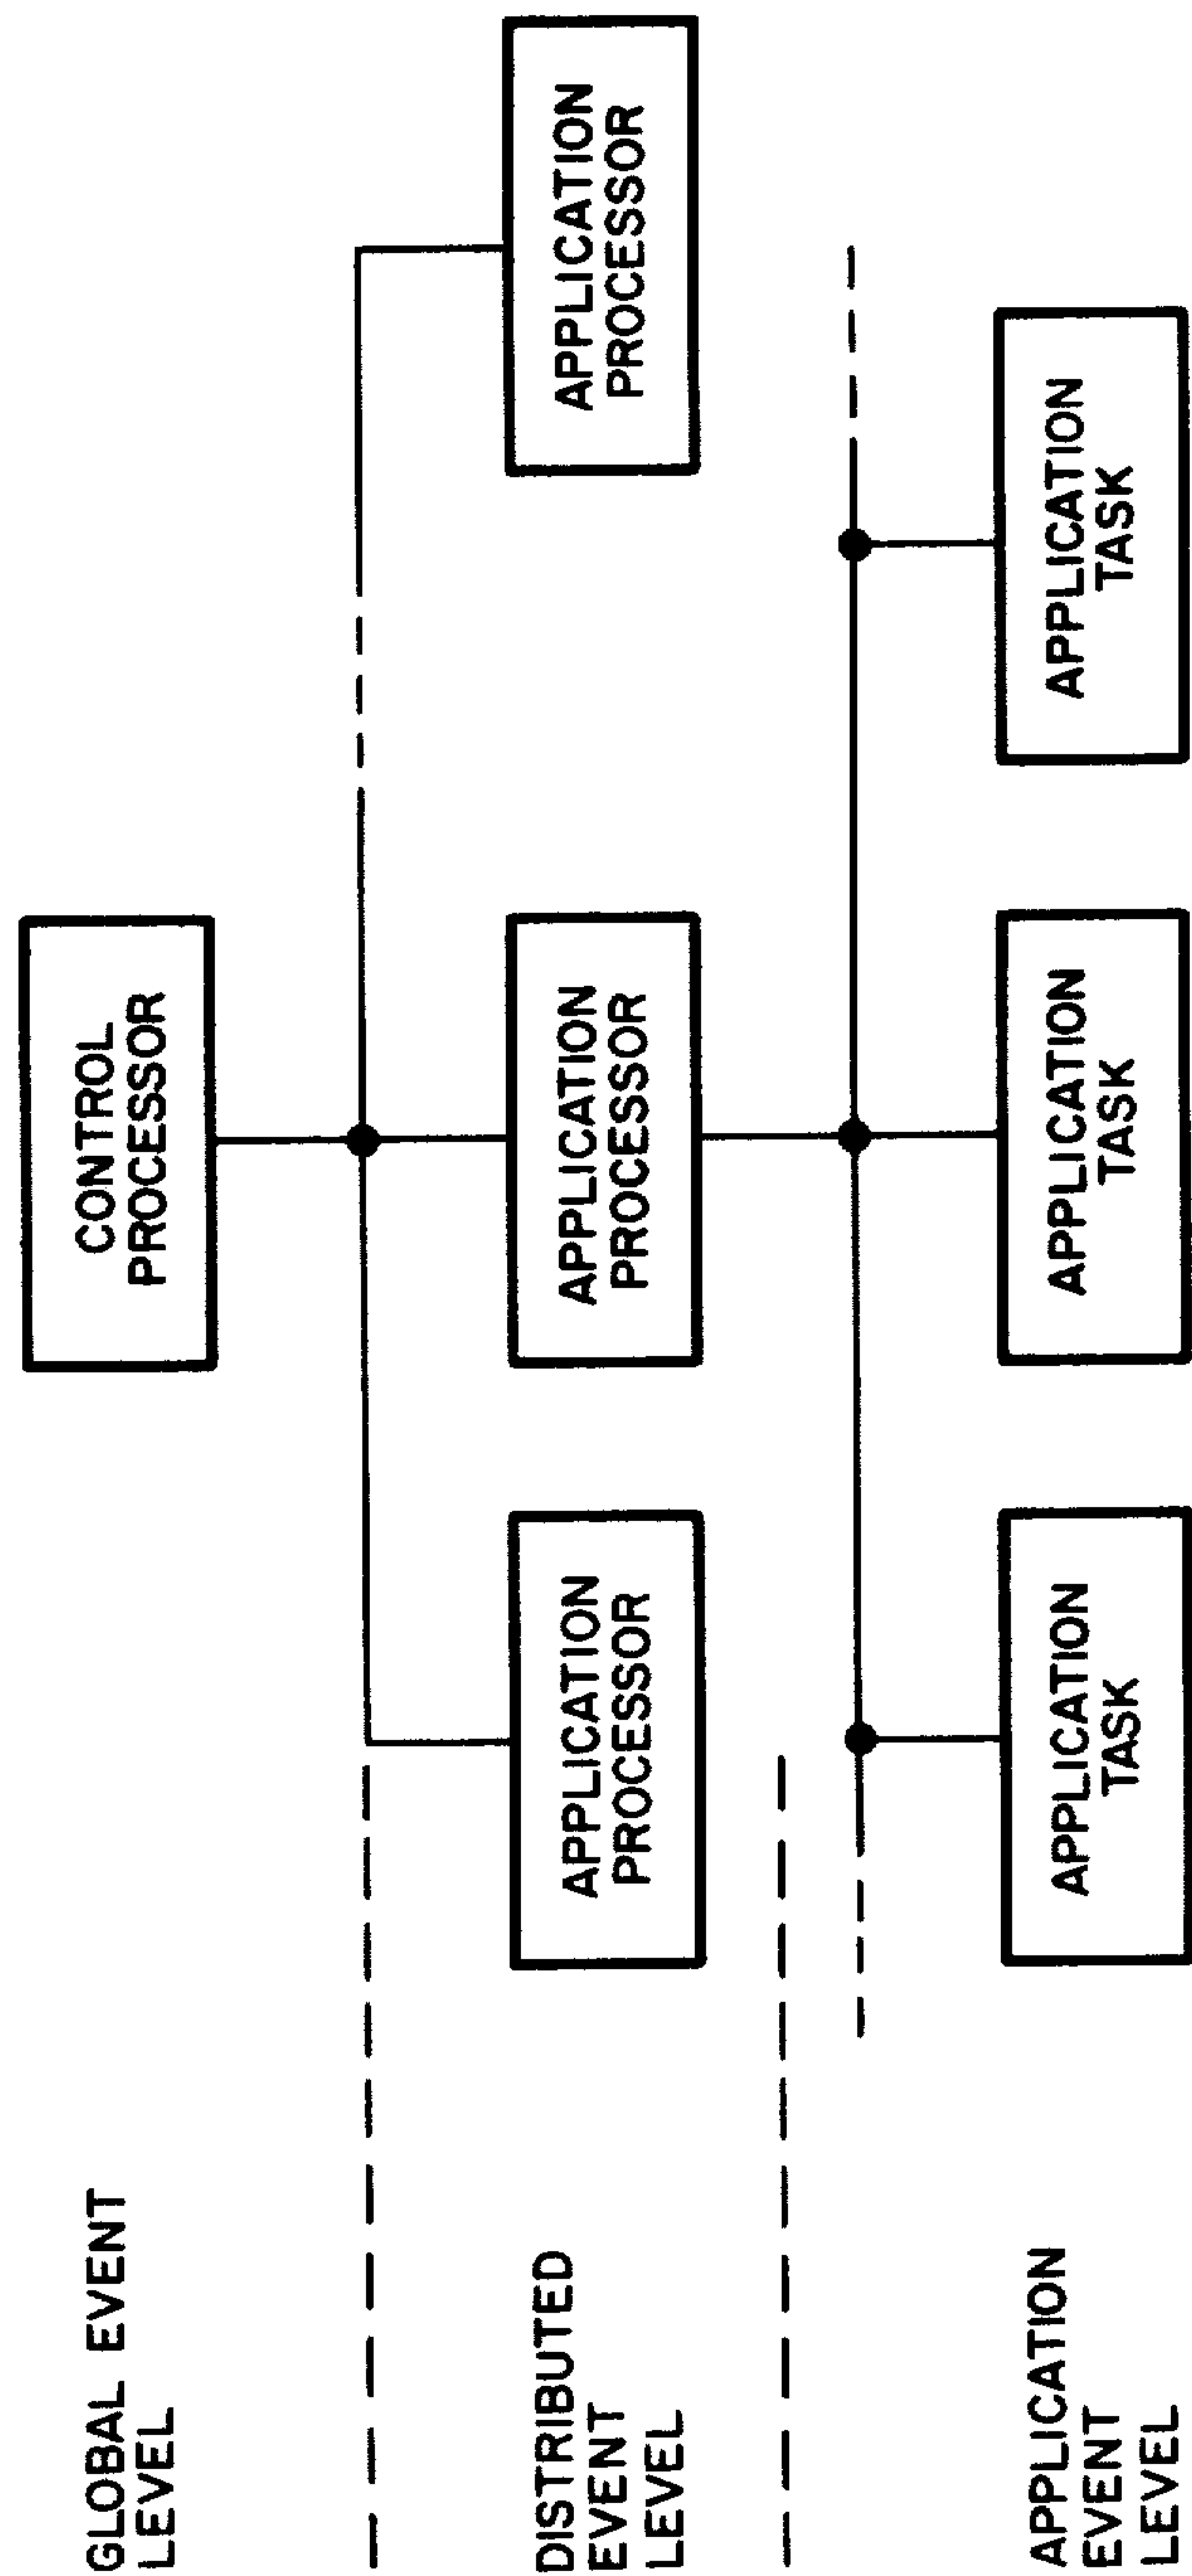 GLOBAL EVENT
LEVEL
CONTROL
PROCESSOR
DISTRIBUTED
EVENT
LEVEL
APPLICATION
PROCESSOR
APPLICATION
PROCESSOR
APPLICATION
PROCESSOR
APPLICATION
EVENT
LEVEL
APPLICATION
TASK
APPLICATION
TASK
APPLICATION
TASK